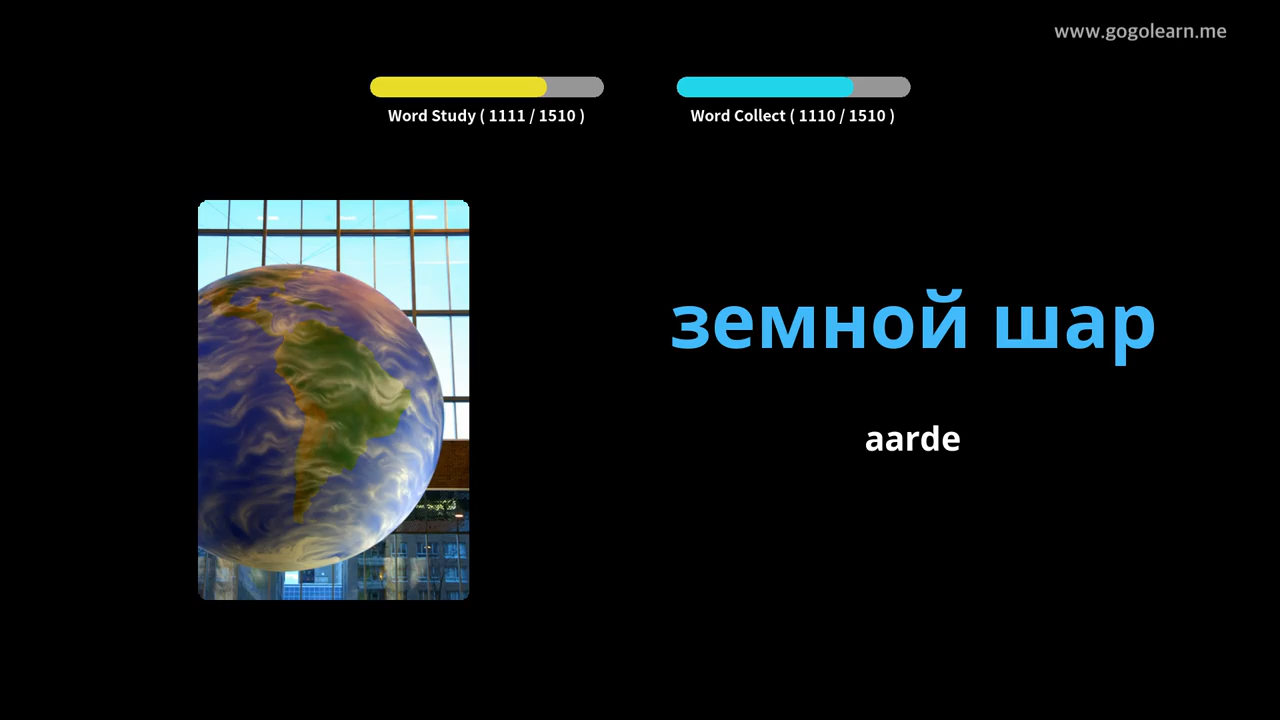 www.gogolearn.me
Word Study ( 1111 / 1510 )
Word Collect ( 1110 / 1510 )
земной шар
aarde